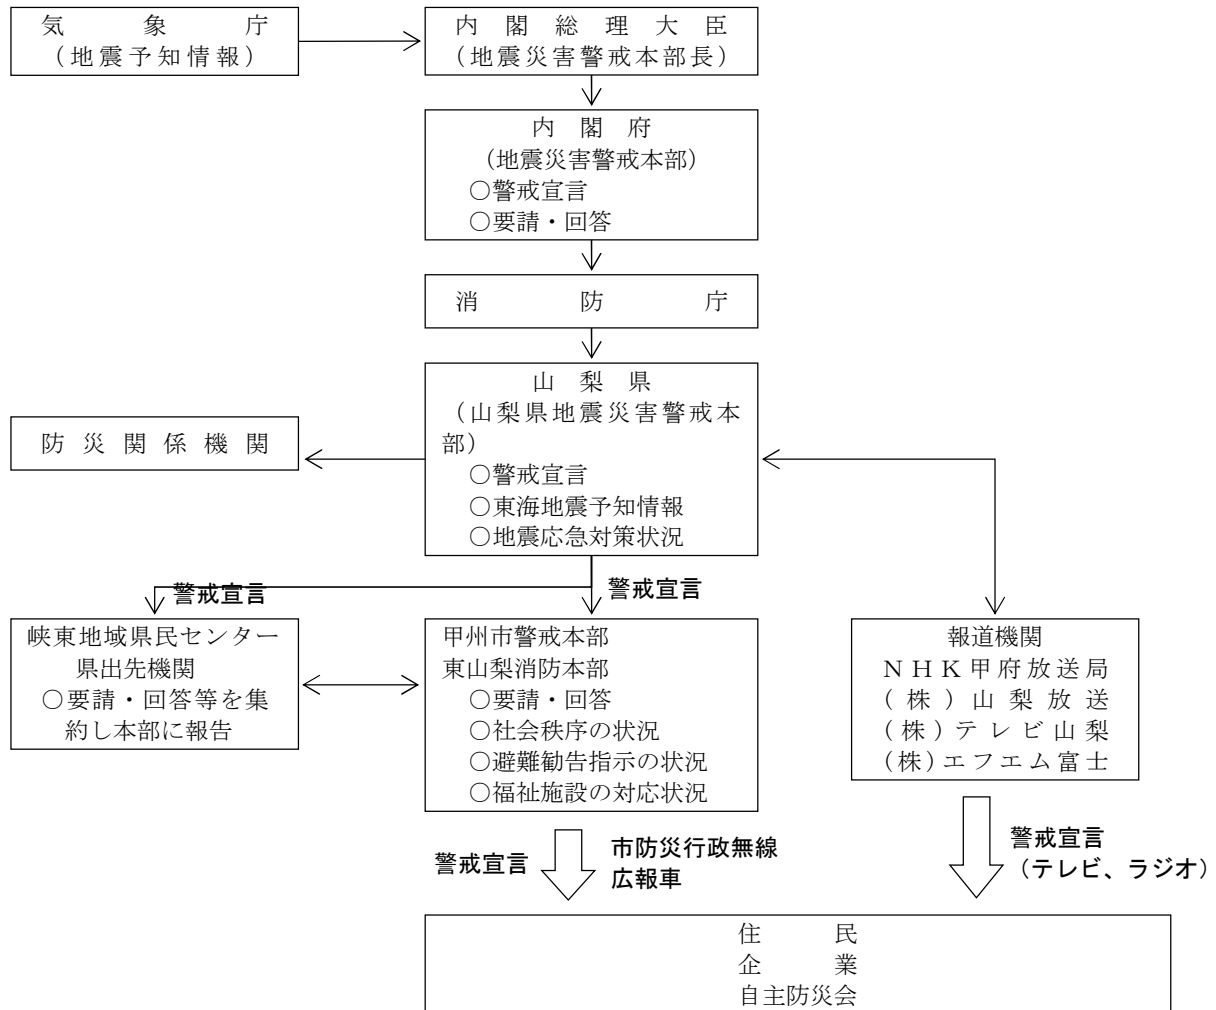 気象庁
（地震予知情報）
内閣総理大臣
（地震災害警戒本部長）
内閣府
（地震災害警戒本部）
○警戒宣言
○要請・回答
消防庁
山梨県
（山梨県地震災害警戒本
部）
○警戒宣言
○東海地震予知情報
○地震応急対策状況
防災関係機関
警戒宣言
警戒宣言
峡東地域県民センター
県出先機関
○要請・回答等を集
約し本部に報告
甲州市警戒本部
東山梨消防本部
○要請・回答
○社会秩序の状況
○避難勧告指示の状況
○福祉施設の対応状況
報道機関
ＮＨＫ甲府放送局
（株）山梨放送
（株）テレビ山梨
（株）エフエム富士
警戒宣言
市防災行政無線
広報車
警戒宣言
（テレビ、ラジオ）
住民
企業
自主防災会